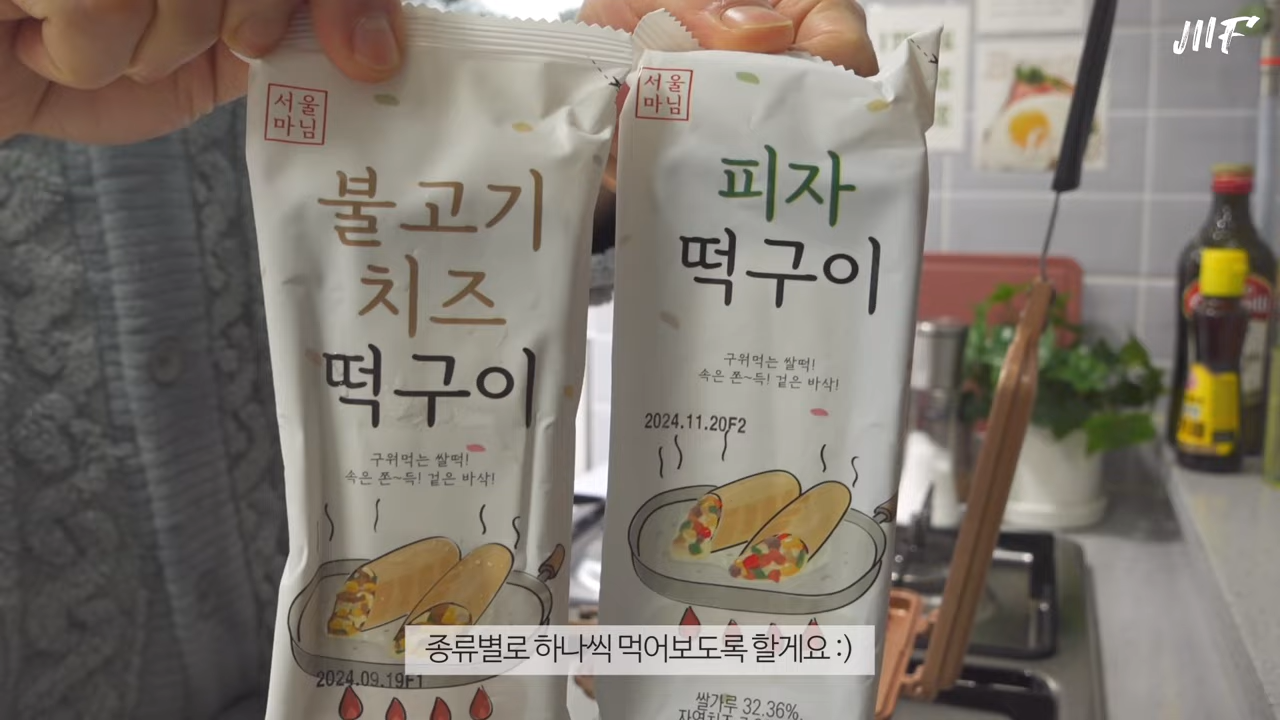 JIIF
서울
마님
불고기
치즈
떡구이
구워먹는 쌀떡!
속은 쫀~득! 겉은 바삭!
2024.09.19F1
서울
마님
피자
떡구이
구워먹는 쌀떡!
속은 쫀~득! 겉은 바삭!
2024.11.20F2
쌀가루 32.36%,
종류별로 하나씩 먹어보도록 할게요 :)